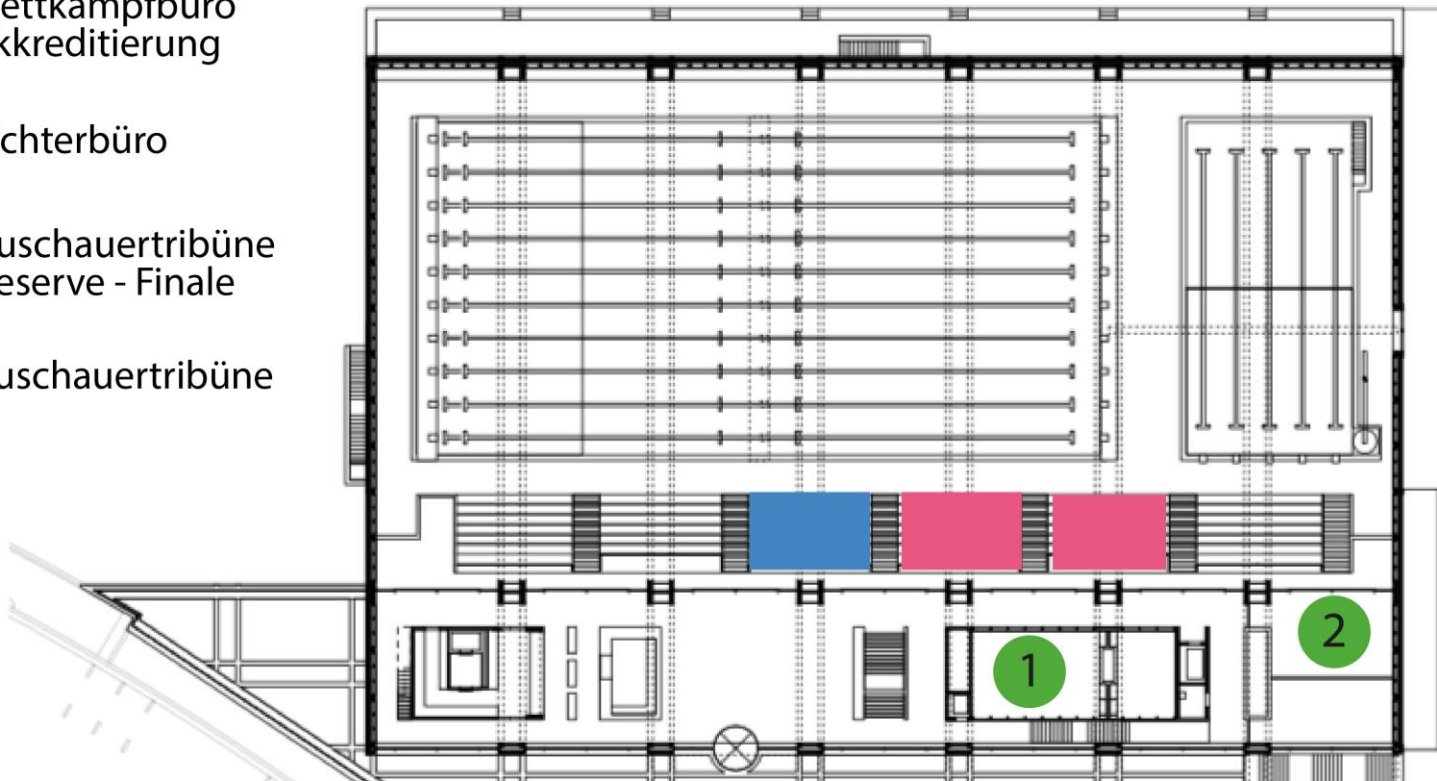 ettkampfbüro
kkreditierung
chterbüro
uschauertribüne
eserve - Finale
uschauertribüne
1
2